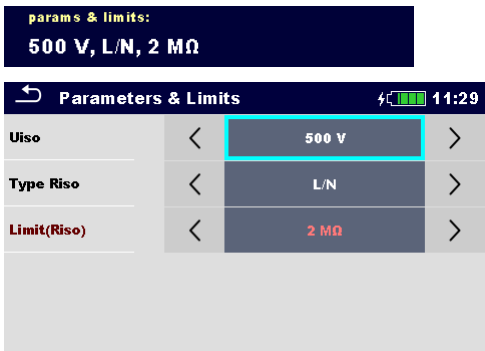 params & limits:
500 V, L/N, 2 MΩ
Parameters & Limits 11:29
Uiso 500 V
Type Riso L/N
Limit(Riso) 2 MΩ